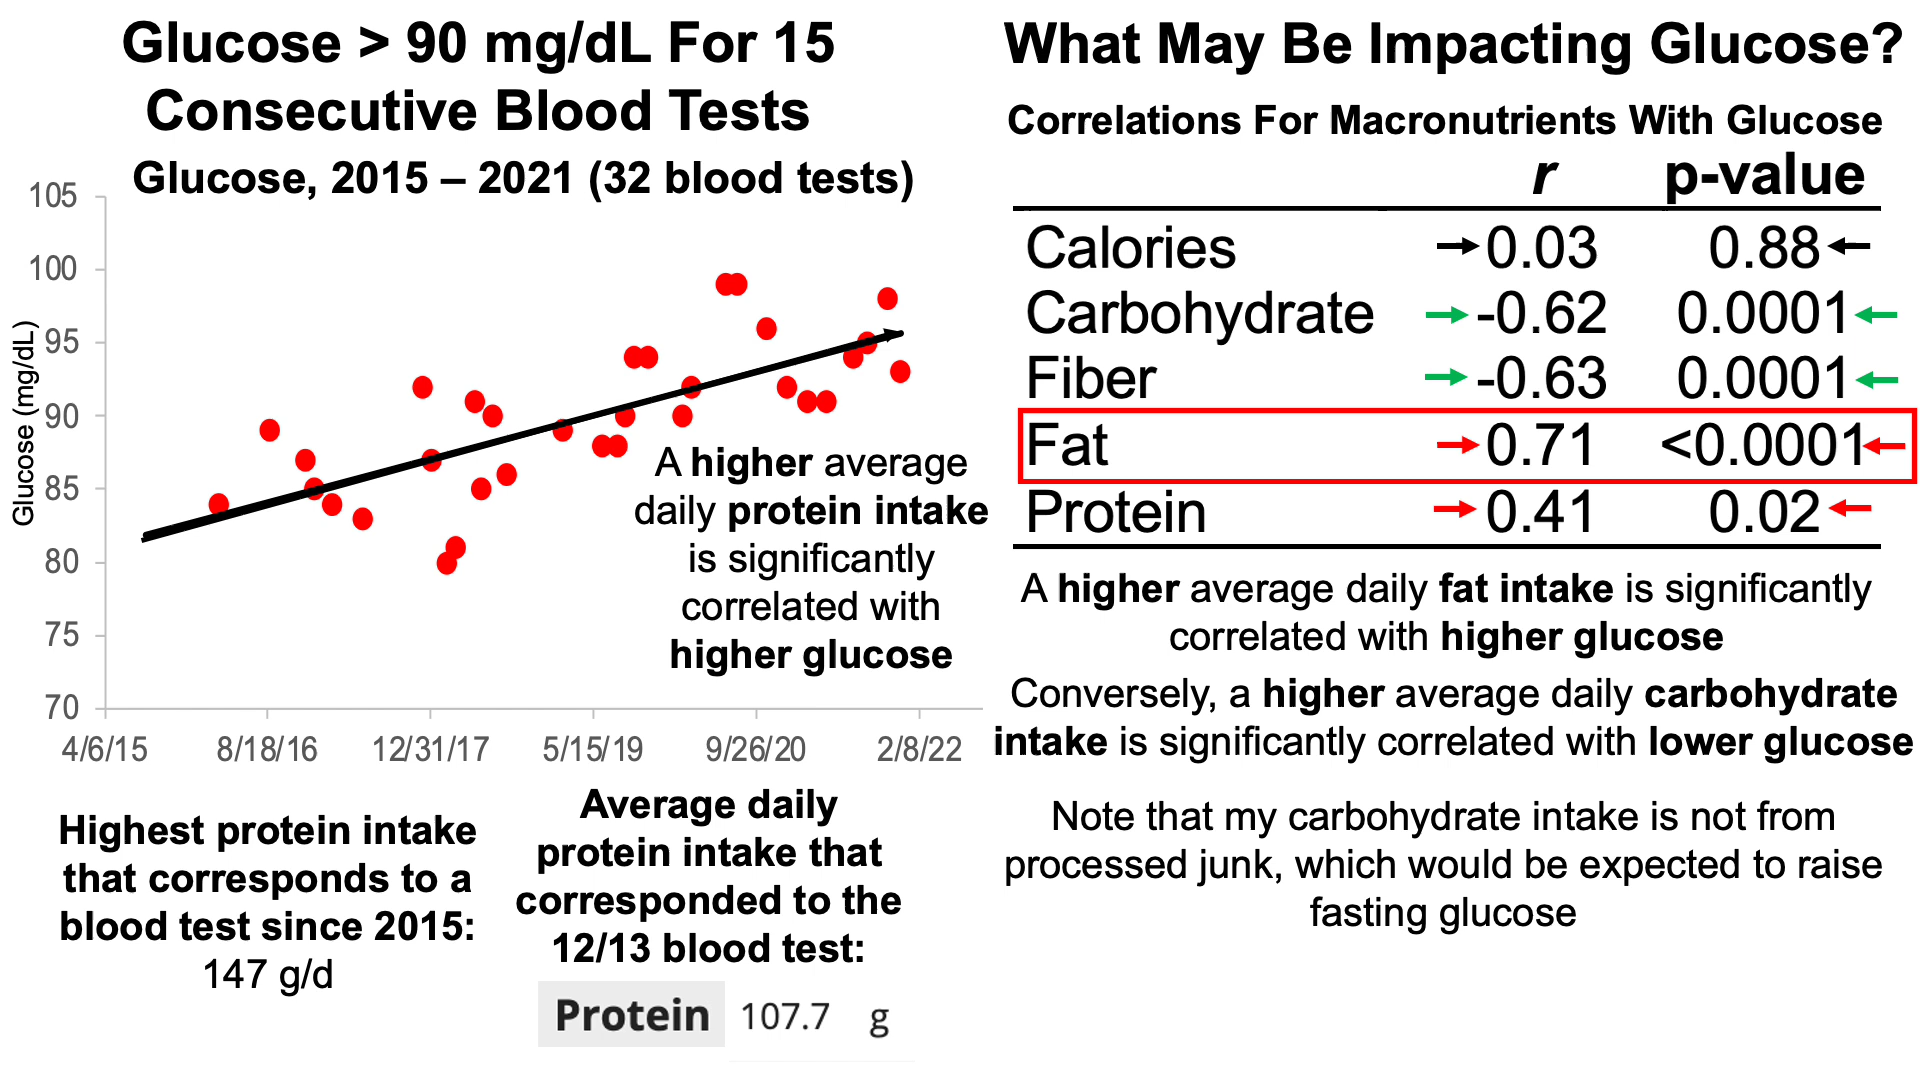 Glucose > 90 mg/dL For 15
Consecutive Blood Tests
Glucose, 2015 – 2021 (32 blood tests)
105
100
95
90
85
80
75
70
Glucose (mg/dL)
4/6/15
8/18/16
12/31/17
5/15/19
9/26/20
2/8/22
A higher average
daily protein intake
is significantly
correlated with
higher glucose
Highest protein intake
that corresponds to a
blood test since 2015:
147 g/d
Average daily
protein intake that
corresponded to the
12/13 blood test:
Protein 107.7 g
What May Be Impacting Glucose?
Correlations For Macronutrients With Glucose
r p-value
Calories 0.03 0.88
Carbohydrate -0.62 0.0001
Fiber -0.63 0.0001
Fat 0.71 <0.0001
Protein 0.41 0.02
A higher average daily fat intake is significantly
correlated with higher glucose
Conversely, a higher average daily carbohydrate
intake is significantly correlated with lower glucose
Note that my carbohydrate intake is not from
processed junk, which would be expected to raise
fasting glucose